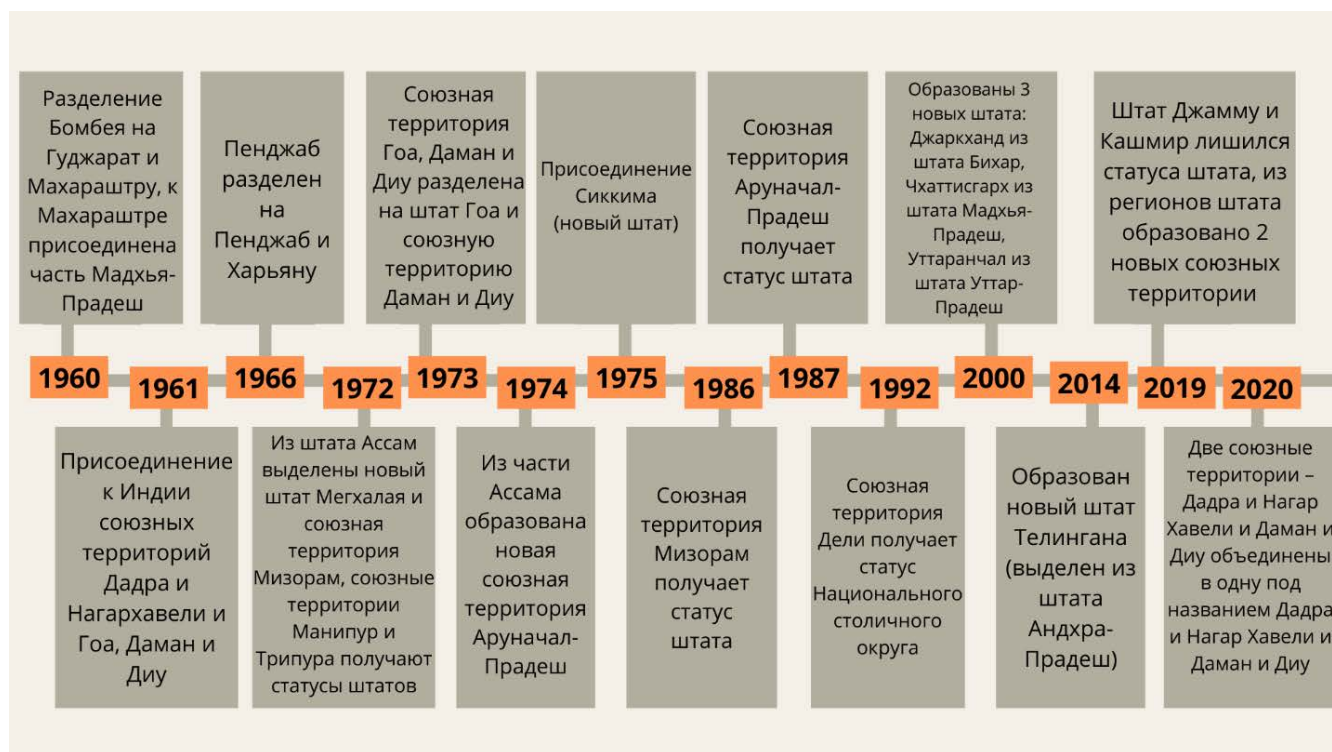 Разделение
Бомбея на
Гуджарат и
Махараштру, к
Махараштре
присоединена
часть Мадхья-
Прадеш
1960
Присоединение
к Индии
союзных
территорий
Дадра и
Нагархавели и
Гоа, Даман и
Диу
1961
Пенджаб
разделен
на
Пенджаб и
Харьяну
1966
Из штата Ассам
выделены новый
штат Мегхалая и
союзная
территория
Мизорам, союзные
территории
Манипур и
Трипура получают
статусы штатов
1972
Союзная
территория
Гоа, Даман и
Диу разделена
на штат Гоа и
союзную
территорию
Даман и Диу
1973
Из части
Ассама
образована
новая
союзная
территория
Аруначал-
Прадеш
1974
Присоединение
Сиккима
(новый штат)
1975
Союзная
территория
Мизорам
получает
статус
штата
1986
Союзная
территория
Аруначал-
Прадеш
получает
статус штата
1987
Союзная
территория
Дели получает
статус
Национального
столичного
округа
1992
Образованы 3
новых штата:
Джаркханд из
штата Бихар,
Чхаттисгарх из
штата Мадхья-
Прадеш,
Уттаранчал из
штата Уттар-
Прадеш
2000
Образован
новый штат
Телингана
(выделен из
штата
Андхра-
Прадеш)
2014
Штат Джамму и
Кашмир лишился
статуса штата, из
регионов штата
образовано 2
новых союзных
территории
2019
Две союзные
территории –
Дадра и Нагар
Хавели и Даман и
Диу объединены
в одну под
названием Дадра
и Нагар Хавели и
Даман и Диу
2020